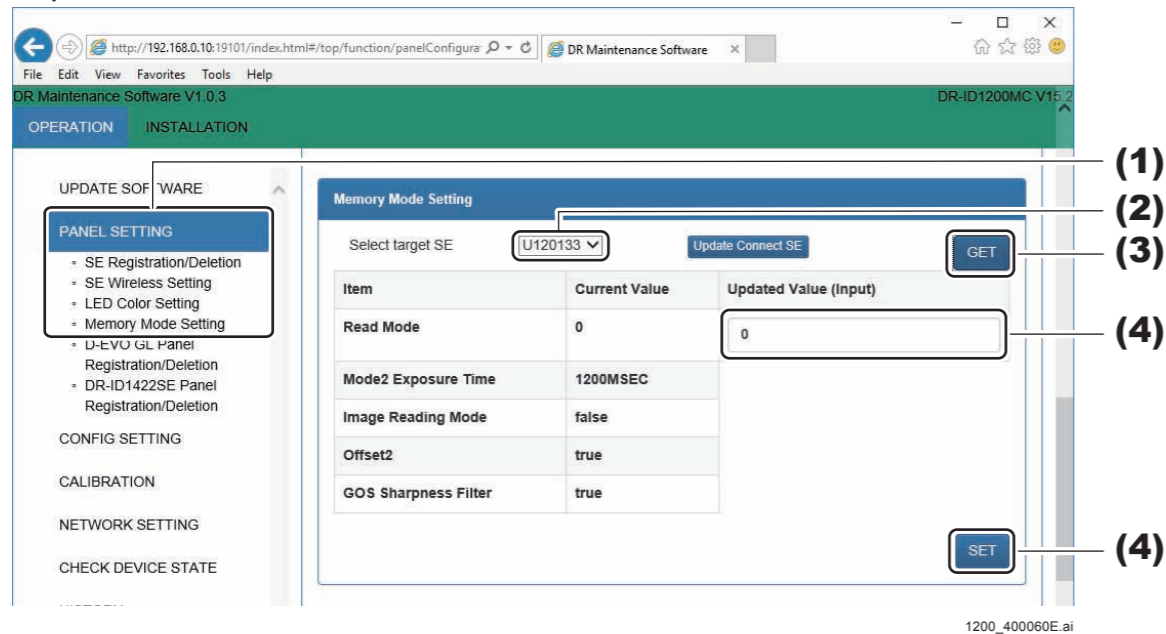 http://192.168.0.10:19101/index.html#/top/function/panelConfigura
DR Maintenance Software
File Edit View Favorites Tools Help
DR Maintenance Software V1.0.3
DR-ID1200MC V15.2
OPERATION INSTALLATION
(1)
UPDATE SOFTWARE
Memory Mode Setting
(2)
PANEL SETTING
Select target SE U120133 Update Connect SE GET
(3)
SE Registration/Deletion
SE Wireless Setting
LED Color Setting
Memory Mode Setting
D-EVO GL Panel
Registration/Deletion
DR-ID1422SE Panel
Registration/Deletion
CONFIG SETTING
CALIBRATION
NETWORK SETTING
CHECK DEVICE STATE
Item Current Value Updated Value (Input)
Read Mode 0 0
(4)
Mode2 Exposure Time 1200MSEC
Image Reading Mode false
Offset2 true
GOS Sharpness Filter true
SET
(4)
1200_400060E.ai